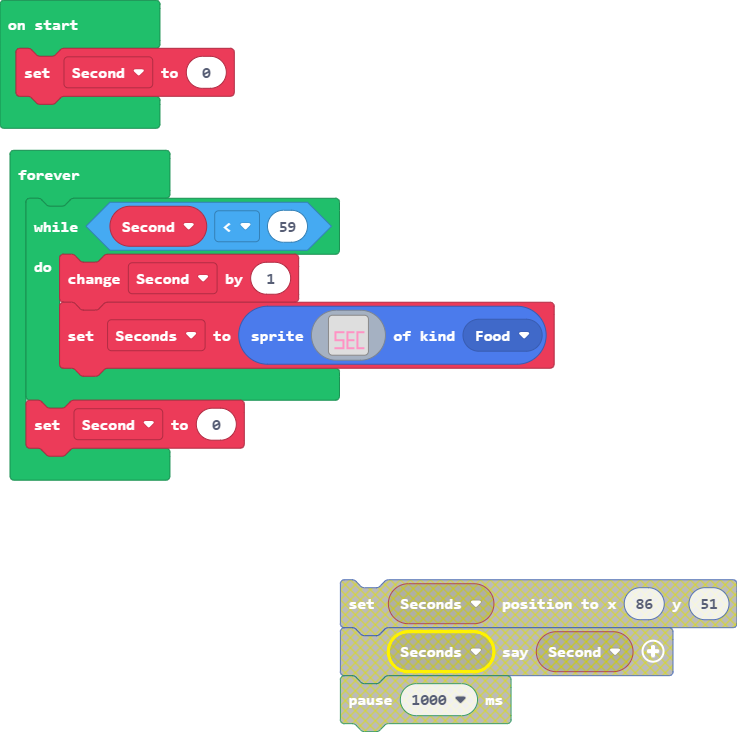 on start
set Second to 0
forever
while Second < 59
do
change Second by 1
set Seconds to sprite SEC of kind Food
set Second to 0
set Seconds position to x 86 y 51
Seconds say Second
pause 1000 ms